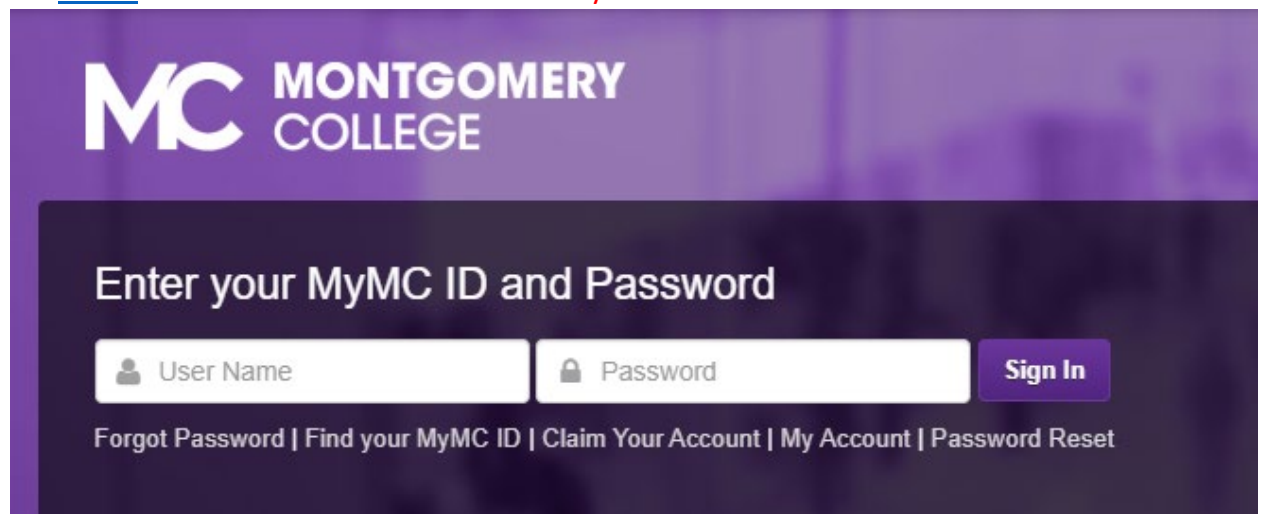 MC MONTGOMERY
COLLEGE
Enter your MyMC ID and Password
User Name Password Sign In
Forgot Password | Find your MyMC ID | Claim Your Account | My Account | Password Reset